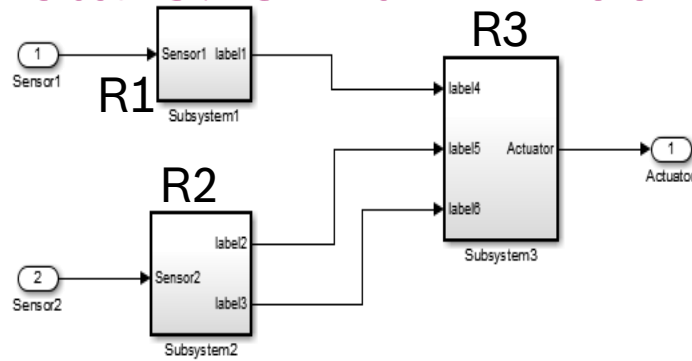 R3
1
Sensor1
Sensor1 label1
R1
Subsystem1
label4
label5 Actuator
label6
1
Actuator
Subsystem3
R2
label2
2
Sensor2
Sensor2
label3
Subsystem2